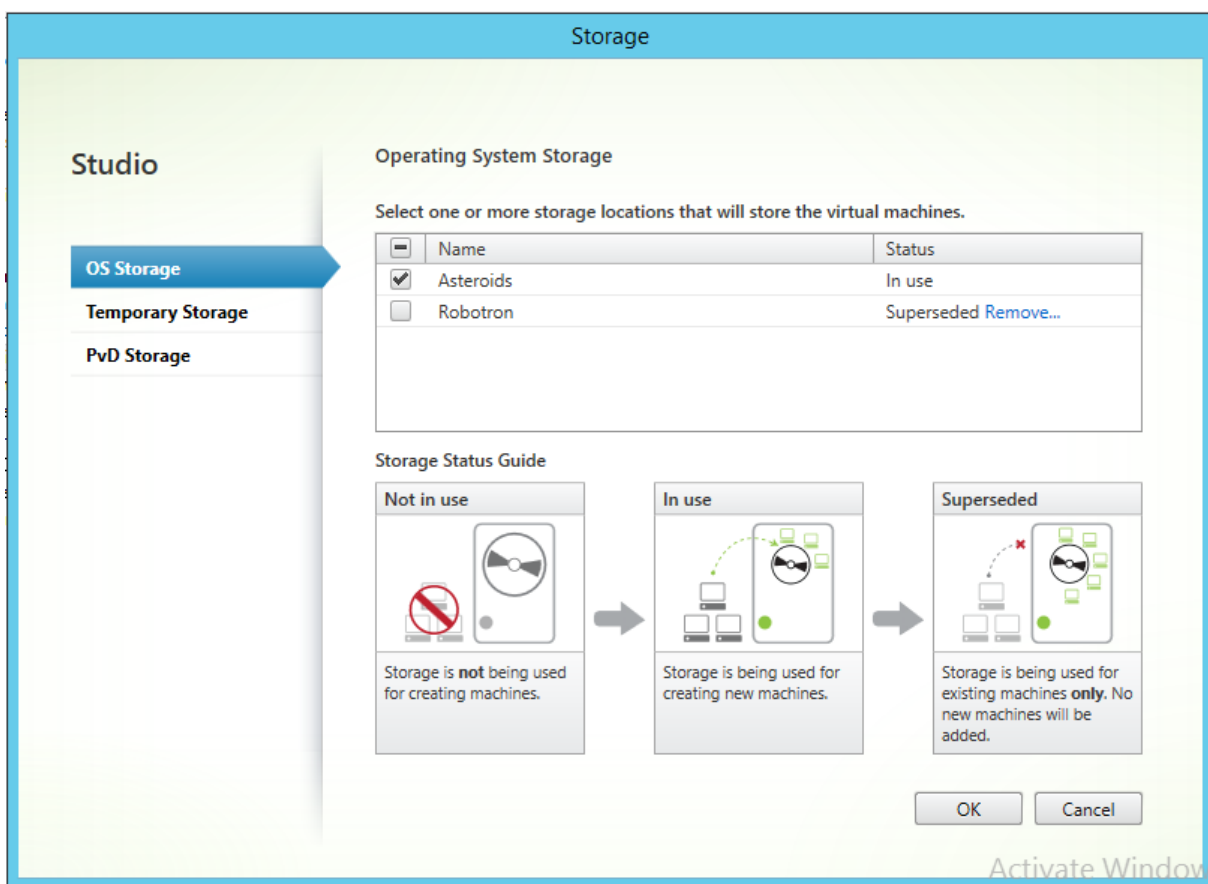 Storage
Studio
OS Storage
Temporary Storage
PvD Storage
Operating System Storage
Select one or more storage locations that will store the virtual machines.
Name Status
Asteroids In use
Robotron Superseded Remove...
Storage Status Guide
Not in use
Storage is not being used
for creating machines.
In use
Storage is being used for
creating new machines.
Superseded
Storage is being used for
existing machines only. No
new machines will be
added.
OK Cancel
Activate Window